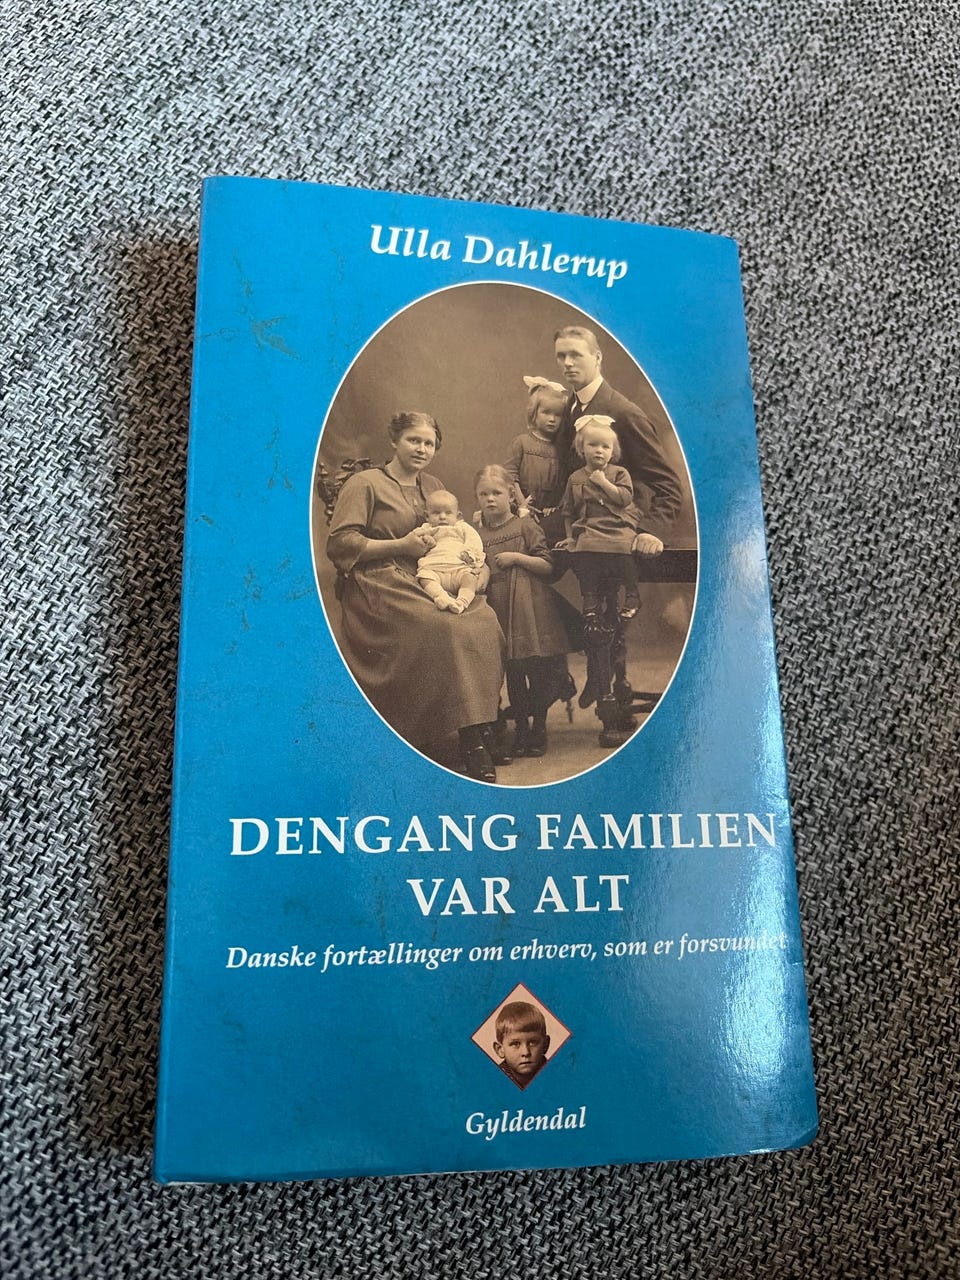 Ulla Dahlerup
DENGANG FAMILIEN
VAR ALT
Danske fortællinger om erhverv, som er forsvundet
Gyldendal